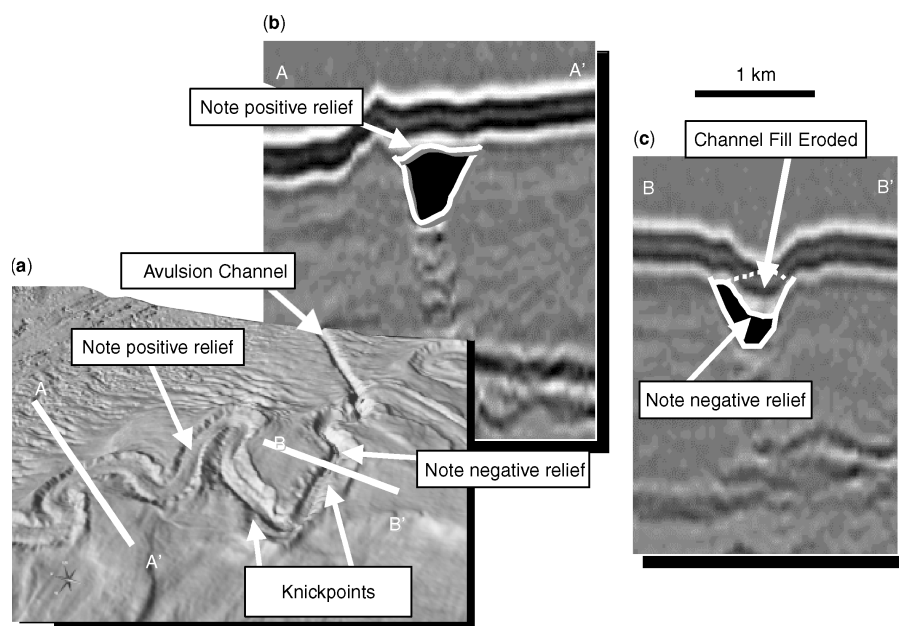 (b)
A
A'
Note positive relief
1 km
(c)
Channel Fill Eroded
B
B'
(a)
Avulsion Channel
Note positive relief
A
B
Note negative relief
Note negative relief
B'
A'
Knickpoints